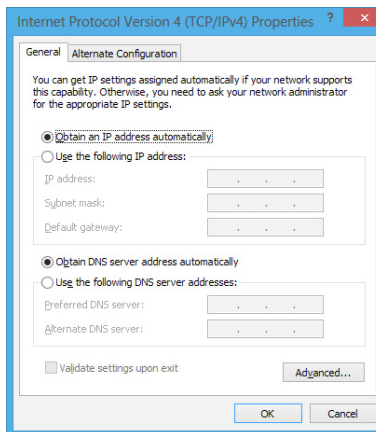 Internet Protocol Version 4 (TCP/IPv4) Properties
General
Alternate Configuration
You can get IP settings assigned automatically if your network supports
this capability. Otherwise, you need to ask your network administrator
for the appropriate IP settings.
Obtain an IP address automatically
Use the following IP address:
IP address:
Subnet mask:
Default gateway:
Obtain DNS server address automatically
Use the following DNS server addresses:
Preferred DNS server:
Alternate DNS server:
Validate settings upon exit
Advanced...
OK
Cancel